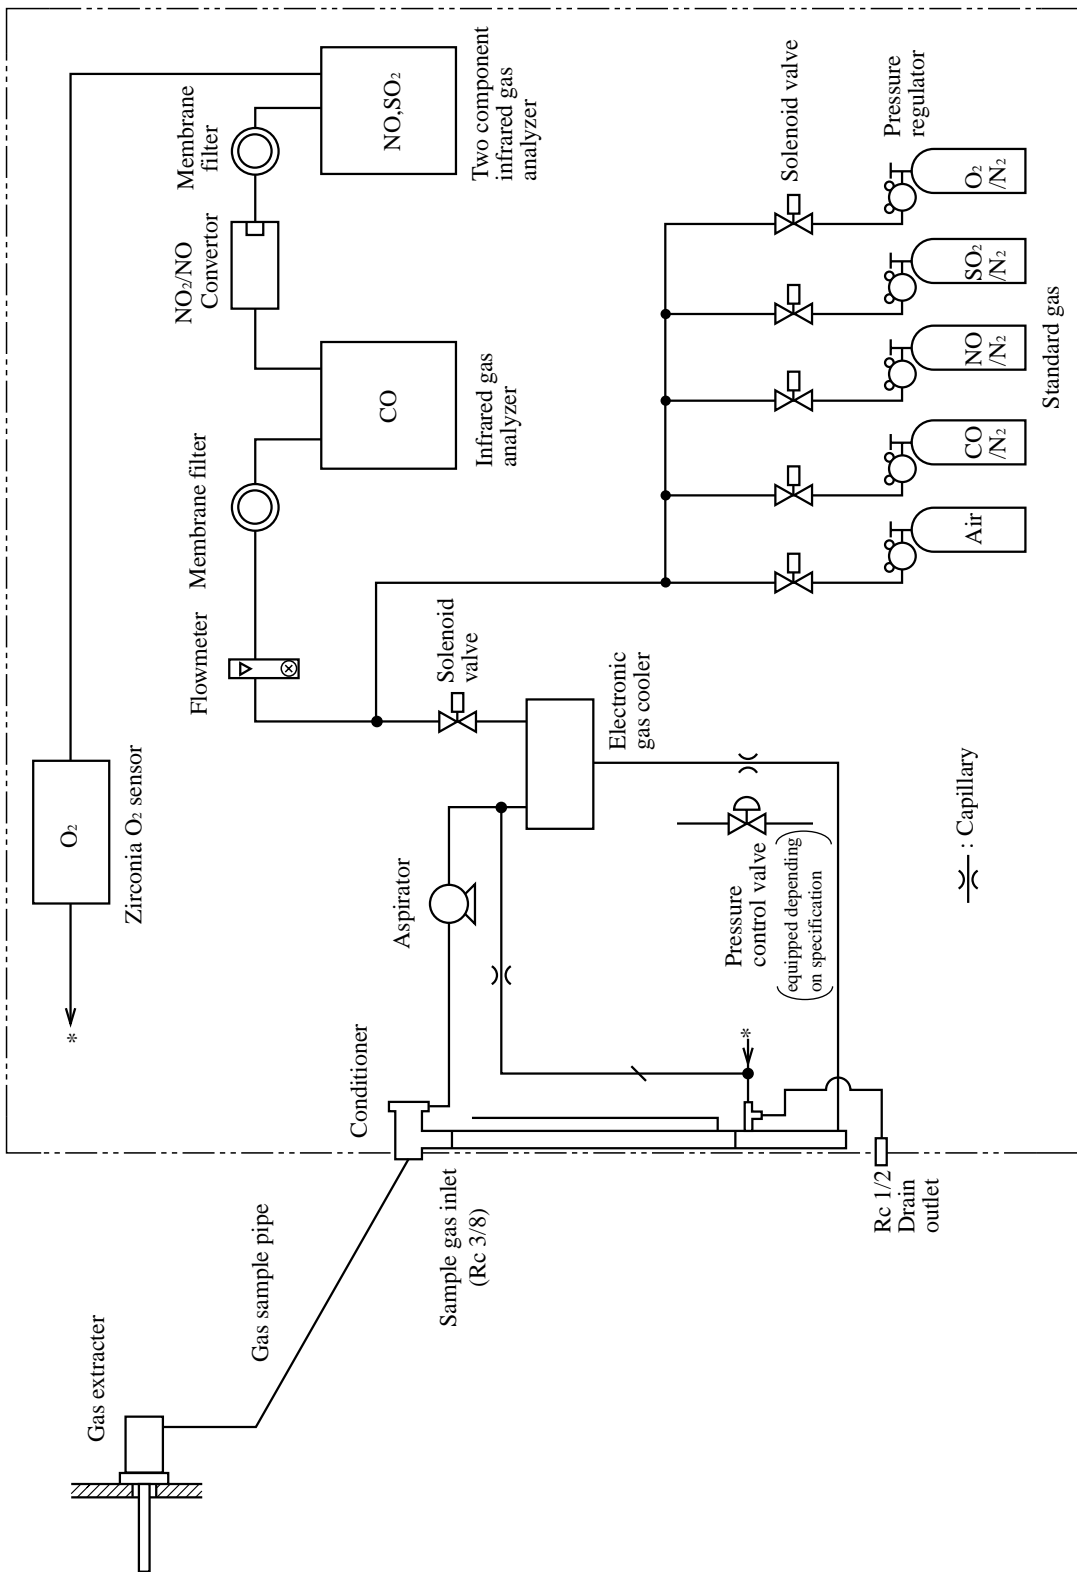 Gas extracter
Gas sample pipe
Sample gas inlet
(Rc 3/8)
Conditioner
Aspirator
Zirconia O₂ sensor
O₂
*
Flowmeter
Membrane filter
Infrared gas
analyzer
CO
NO₂/NO
Convertor
Membrane
filter
NO,SO₂
Two component
infrared gas
analyzer
Solenoid
valve
Electronic
gas cooler
Pressure
control valve
equipped depending
on specification
*
Rc 1/2
Drain
outlet
: Capillary
Solenoid valve
Pressure
regulator
Air
CO
/N₂
NO
/N₂
SO₂
/N₂
O₂
/N₂
Standard gas